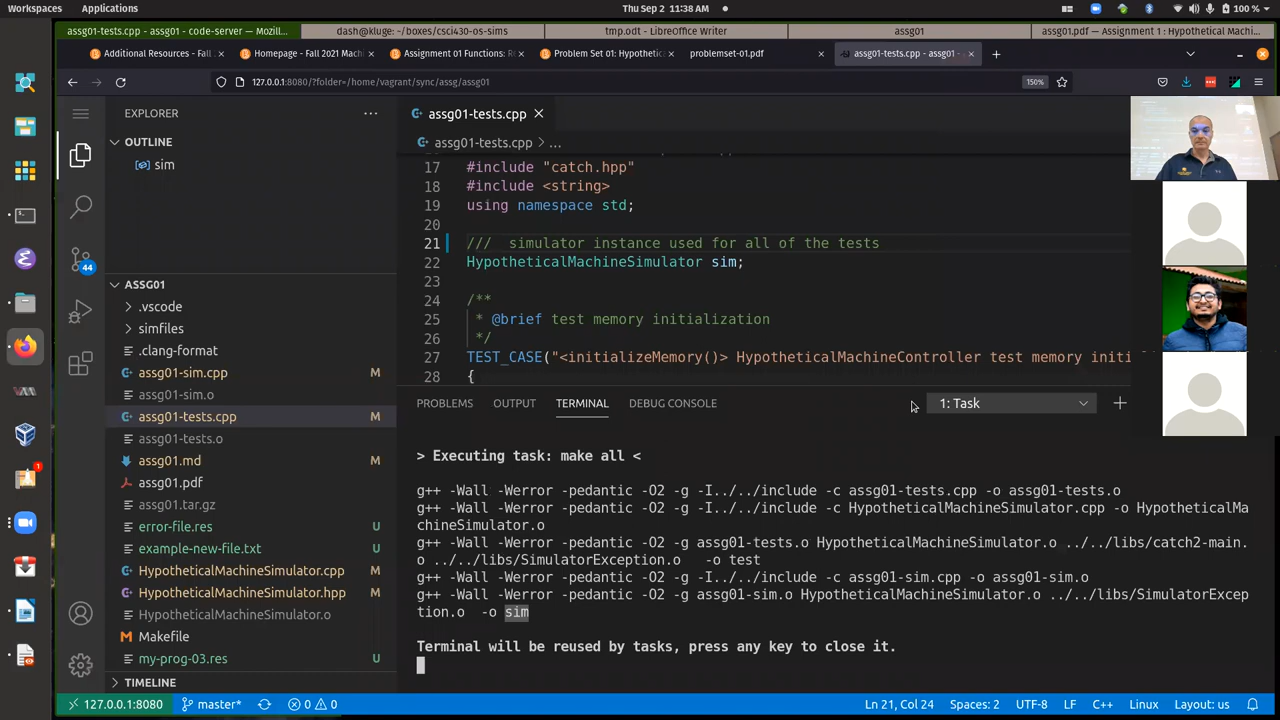 Workspaces Applications Thu Sep 2 11:38 AM 100 %
assg01-tests.cpp - assg01 - code-server — Mozill... dash@kluge: ~/boxes/csci430-os-sims tmp.odt - LibreOffice Writer assg01 assg01.pdf — Assignment 1 : Hypothetical Machi...
Additional Resources - Fall Homepage - Fall 2021 Machi Assignment 01 Functions: Re Problem Set 01: Hypothetic problemset-01.pdf assg01-tests.cpp - assg01 -
127.0.0.1:8080/?folder=/home/vagrant/sync/assg/assg01 150%
EXPLORER
OUTLINE
sim
ASSG01
.vscode
simfiles
.clang-format
assg01-sim.cpp M
assg01-sim.o
assg01-tests.cpp M
assg01-tests.o
assg01.md M
assg01.pdf
assg01.tar.gz
error-file.res U
example-new-file.txt U
HypotheticalMachineSimulator.cpp M
HypotheticalMachineSimulator.hpp M
HypotheticalMachineSimulator.o
Makefile M
my-prog-03.res U
TIMELINE
44
1
assg01-tests.cpp
assg01-tests.cpp > ...
17 #include "catch.hpp"
18 #include <string>
19 using namespace std;
20
21 /// simulator instance used for all of the tests
22 HypotheticalMachineSimulator sim;
23
24 /**
25 * @brief test memory initialization
26 */
27 TEST_CASE("<initializeMemory()> HypotheticalMachineController test memory initi
28 {
PROBLEMS OUTPUT TERMINAL DEBUG CONSOLE 1: Task
> Executing task: make all <
g++ -Wall -Werror -pedantic -O2 -g -I../../include -c assg01-tests.cpp -o assg01-tests.o
g++ -Wall -Werror -pedantic -O2 -g -I../../include -c HypotheticalMachineSimulator.cpp -o HypotheticalMa
chineSimulator.o
g++ -Wall -Werror -pedantic -O2 -g assg01-tests.o HypotheticalMachineSimulator.o ../../libs/catch2-main.
o ../../libs/SimulatorException.o -o test
g++ -Wall -Werror -pedantic -O2 -g -I../../include -c assg01-sim.cpp -o assg01-sim.o
g++ -Wall -Werror -pedantic -O2 -g assg01-sim.o HypotheticalMachineSimulator.o ../../libs/SimulatorExcep
tion.o -o sim
Terminal will be reused by tasks, press any key to close it.
127.0.0.1:8080 master* 0 0 Ln 21, Col 24 Spaces: 2 UTF-8 LF C++ Linux Layout: us